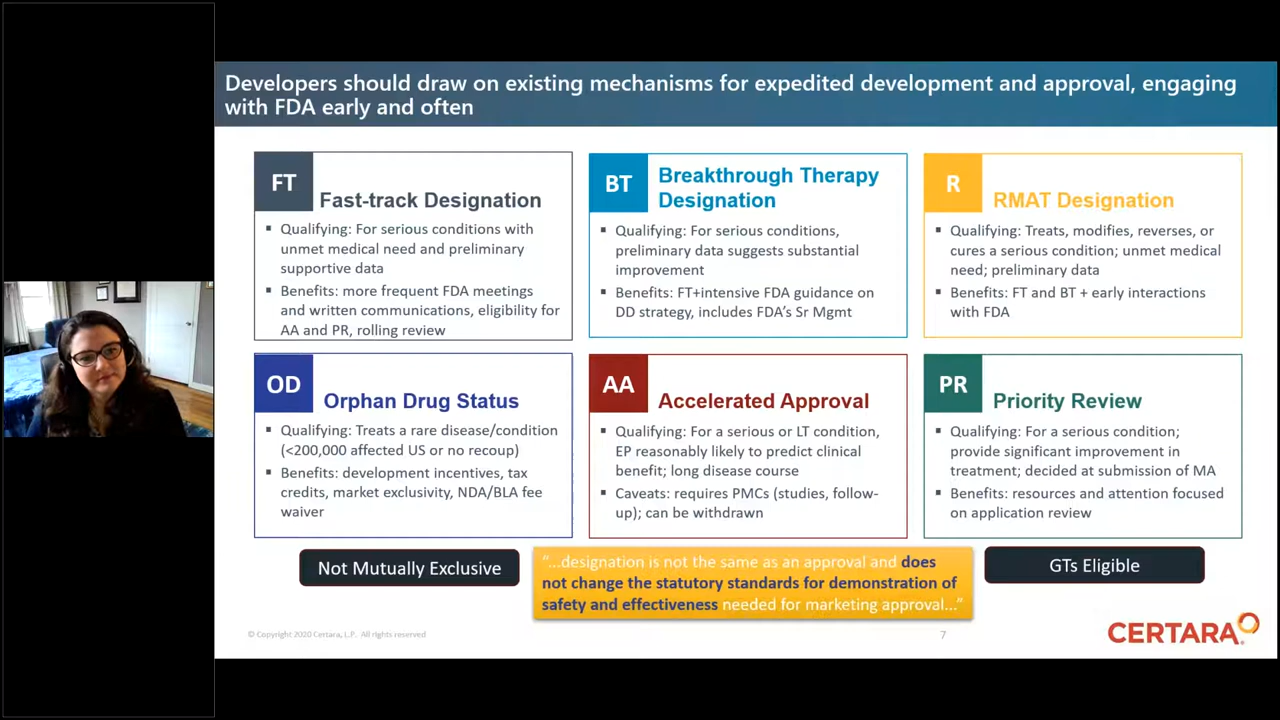 Developers should draw on existing mechanisms for expedited development and approval, engaging
with FDA early and often
FT
Fast-track Designation
▪ Qualifying: For serious conditions with
unmet medical need and preliminary
supportive data
▪ Benefits: more frequent FDA meetings
and written communications, eligibility for
AA and PR, rolling review
BT
Breakthrough Therapy
Designation
▪ Qualifying: For serious conditions,
preliminary data suggests substantial
improvement
▪ Benefits: FT+intensive FDA guidance on
DD strategy, includes FDA's Sr Mgmt
R
RMAT Designation
▪ Qualifying: Treats, modifies, reverses, or
cures a serious condition; unmet medical
need; preliminary data
▪ Benefits: FT and BT + early interactions
with FDA
OD
Orphan Drug Status
▪ Qualifying: Treats a rare disease/condition
(<200,000 affected US or no recoup)
▪ Benefits: development incentives, tax
credits, market exclusivity, NDA/BLA fee
waiver
AA
Accelerated Approval
▪ Qualifying: For a serious or LT condition,
EP reasonably likely to predict clinical
benefit; long disease course
▪ Caveats: requires PMCs (studies, follow-
up); can be withdrawn
PR
Priority Review
▪ Qualifying: For a serious condition;
provide significant improvement in
treatment; decided at submission of MA
▪ Benefits: resources and attention focused
on application review
Not Mutually Exclusive
"...designation is not the same as an approval and does
not change the statutory standards for demonstration of
safety and effectiveness needed for marketing approval..."
GTs Eligible
© Copyright 2020 Certara, L.P. All rights reserved
7
CERTARA